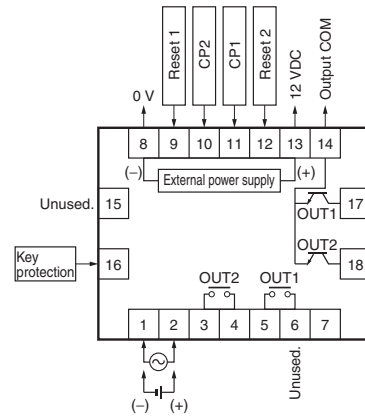 Reset 1
CP2
CP1
Reset 2
12 VDC
Output COM
0 V
8 9 10 11 12 13 14
(−) External power supply (+)
Unused. 15
OUT1 17
Key protection 16
OUT2 18
OUT2 OUT1
1 2 3 4 5 6 7
Unused.
(−) (+)